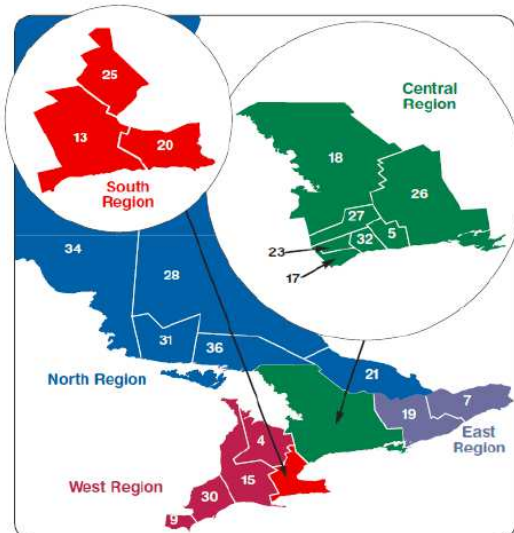 25
13
20
South
Region
Central
Region
18
26
27
32
5
23
17
34
28
31
36
North Region
21
19
7
East
Region
4
West Region
15
30
9